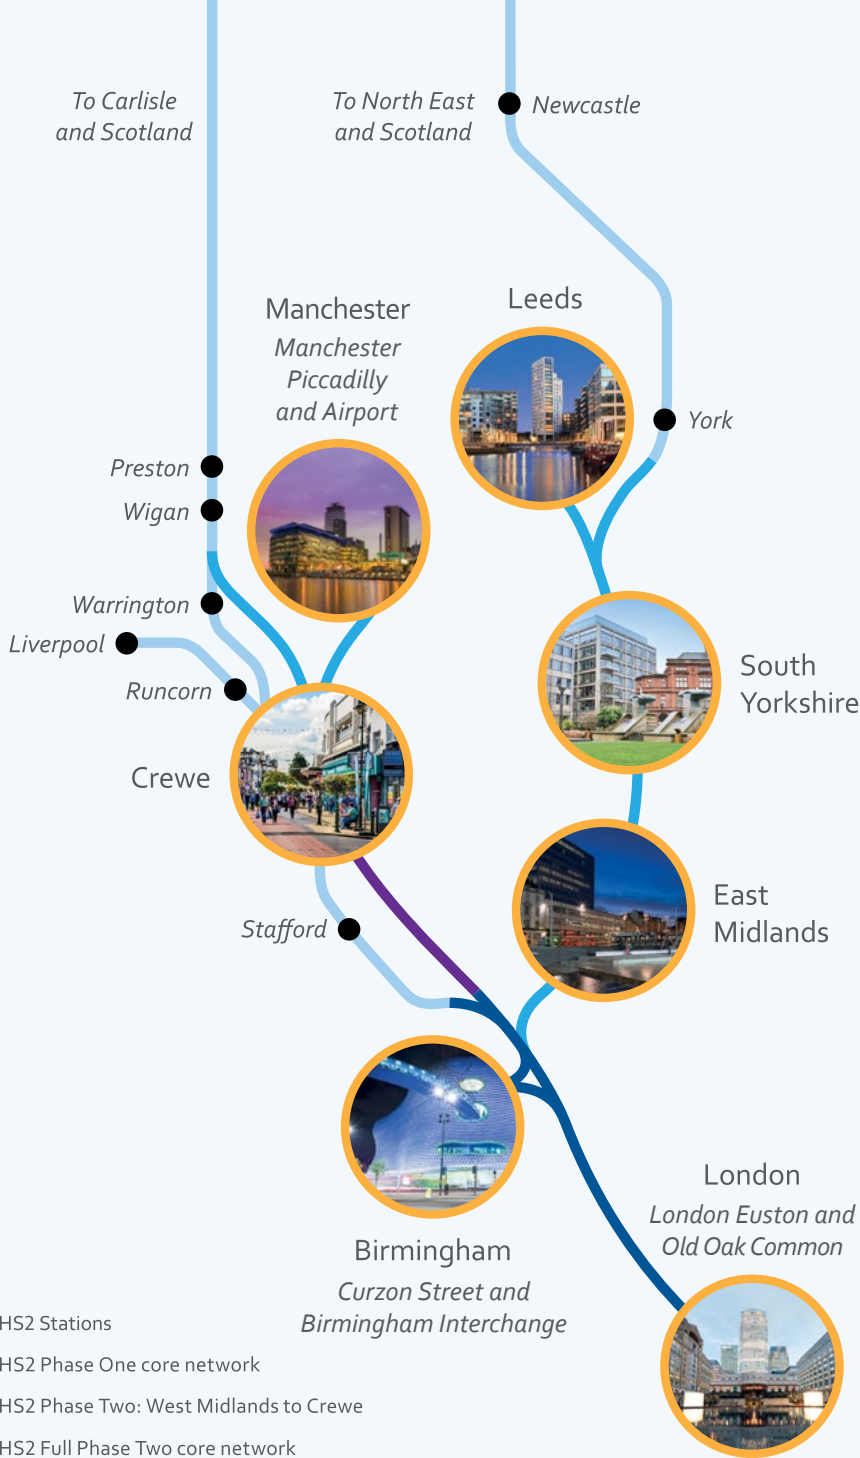 To Carlisle
and Scotland
To North East
and Scotland
Newcastle
Leeds
Manchester
Manchester
Piccadilly
and Airport
York
Preston
Wigan
Warrington
Liverpool
Runcorn
South
Yorkshire
Crewe
East
Midlands
Stafford
London
London Euston and
Old Oak Common
Birmingham
Curzon Street and
Birmingham Interchange
HS2 Stations
HS2 Phase One core network
HS2 Phase Two: West Midlands to Crewe
HS2 Full Phase Two core network